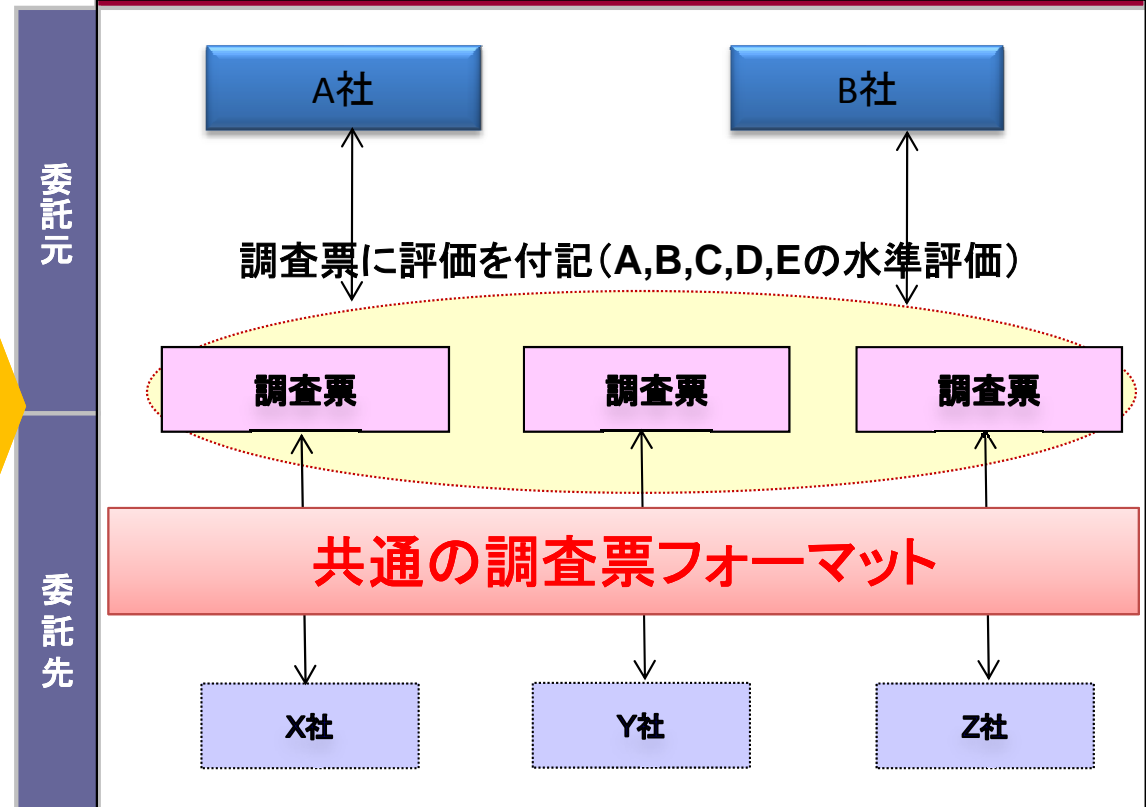 委託元
A社
B社
調査票に評価を付記(A,B,C,D,Eの水準評価)
調査票
調査票
調査票
共通の調査票フォーマット
委託先
X社
Y社
Z社